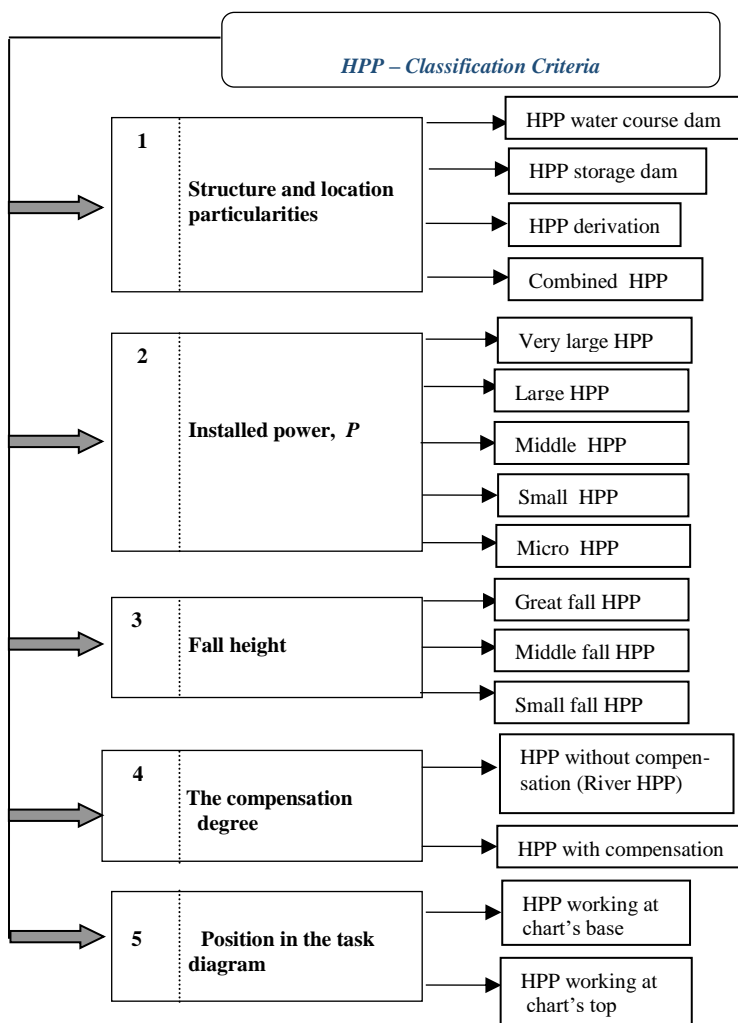 HPP – Classification Criteria
1
Structure and location
particularities
HPP water course dam
HPP storage dam
HPP derivation
Combined HPP
2
Installed power, P
Very large HPP
Large HPP
Middle HPP
Small HPP
Micro HPP
3
Fall height
Great fall HPP
Middle fall HPP
Small fall HPP
4
The compensation
degree
HPP without compen-
sation (River HPP)
HPP with compensation
5 Position in the task
diagram
HPP working at
chart's base
HPP working at
chart's top